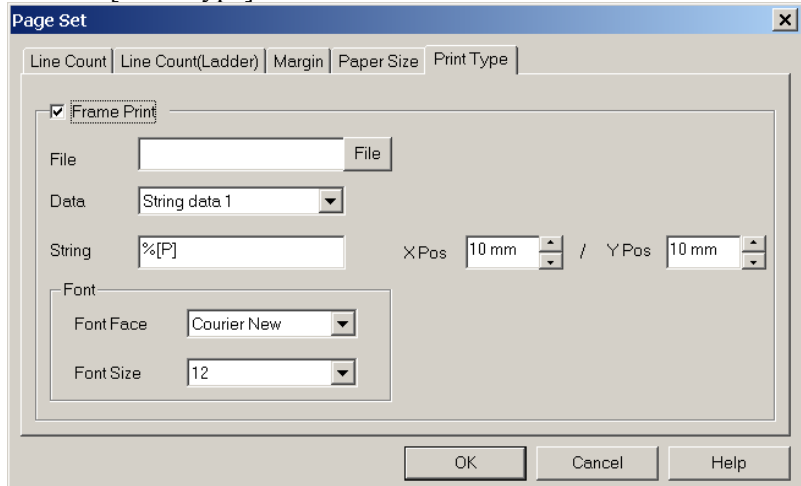 Page Set
Line Count Line Count(Ladder) Margin Paper Size Print Type
Frame Print
File File
Data String data 1
String %[P] X Pos 10 mm / Y Pos 10 mm
Font
Font Face Courier New
Font Size 12
OK Cancel Help